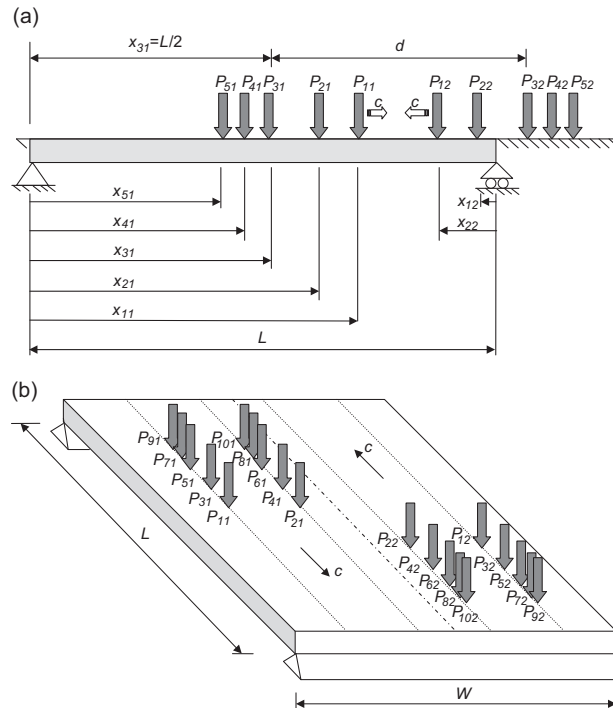 (a)
x31=L/2
d
P51 P41 P31 P21 P11 P12 P22 P32 P42 P52
c c
x51
x12
x41
x22
x31
x21
x11
L
(b)
P91
P71
P51
P31
P11
P101
P81
P61
P41
P21
c
L
P22
P42
P62
P82
P102
P12
P32
P52
P72
P92
c
W